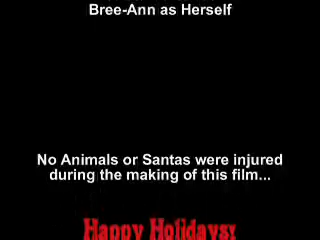 Bree-Ann as Herself
No Animals or Santas were injured
during the making of this film...
Happy Holidays!